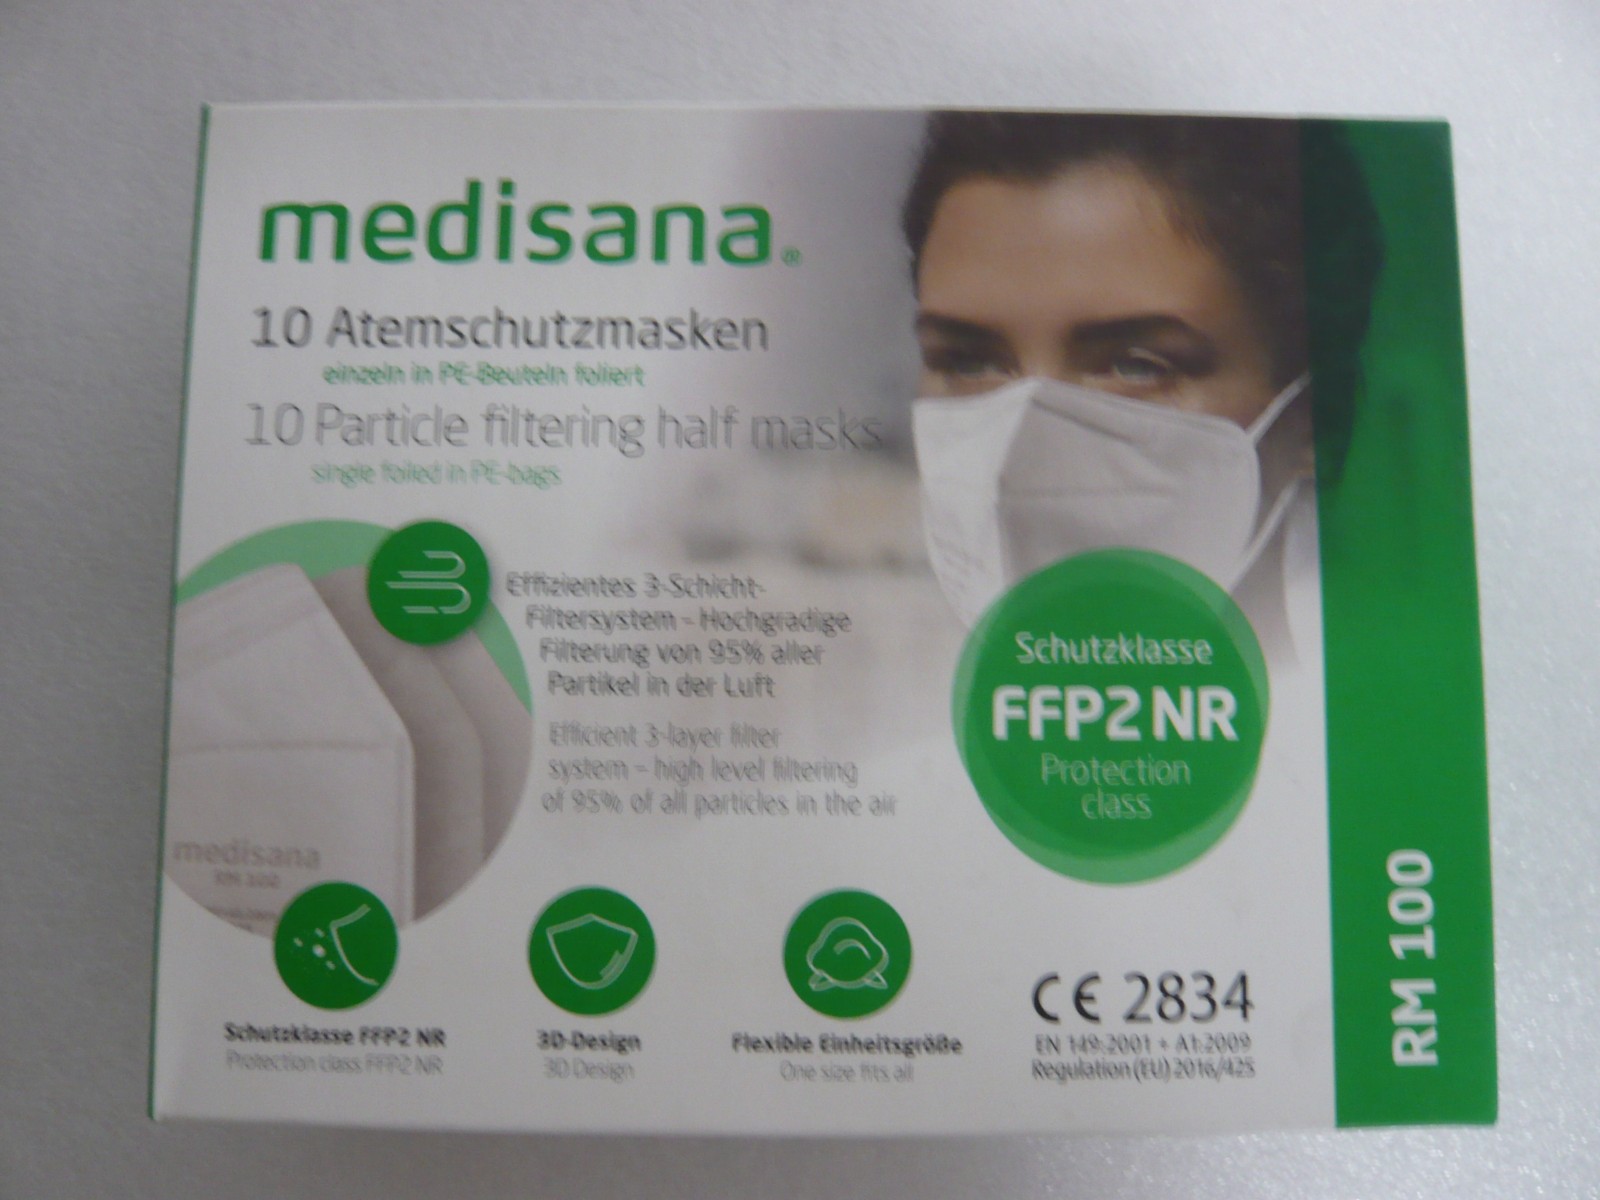 medisana®
10 Atemschutzmasken
einzeln in PE-Beuteln foliert
10 Particle filtering half masks
single foiled in PE-bags
Effizientes 3-Schicht-
Filtersystem – Hochgradige
Filterung von 95% aller
Partikel in der Luft
Efficient 3-layer filter
system – high level filtering
of 95% of all particles in the air
Schutzklasse
FFP2 NR
Protection
class
medisana
RM 100
Schutzklasse FFP2 NR
Protection class FFP2 NR
3D-Design
3D Design
Flexible Einheitsgröße
One size fits all
CE 2834
EN 149:2001 + A1:2009
Regulation (EU) 2016/425
RM 100